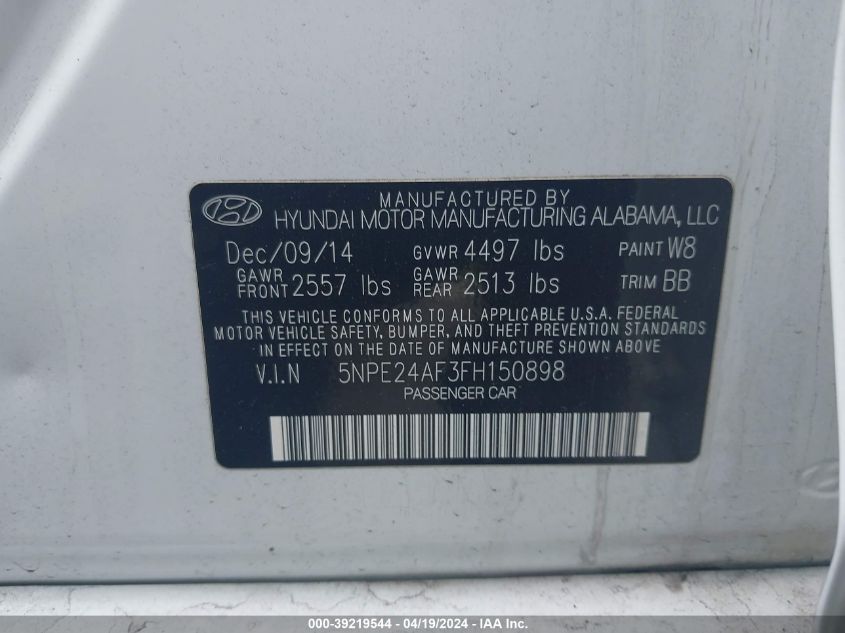 MANUFACTURED BY
HYUNDAI MOTOR MANUFACTURING ALABAMA, LLC
Dec/09/14 GVWR 4497 lbs PAINT W8
GAWR FRONT 2557 lbs GAWR REAR 2513 lbs TRIM BB
THIS VEHICLE CONFORMS TO ALL APPLICABLE U.S.A. FEDERAL
MOTOR VEHICLE SAFETY, BUMPER, AND THEFT PREVENTION STANDARDS
IN EFFECT ON THE DATE OF MANUFACTURE SHOWN ABOVE.
V.I.N 5NPE24AF3FH150898
PASSENGER CAR
000-39219544 - 04/19/2024 - IAA Inc.